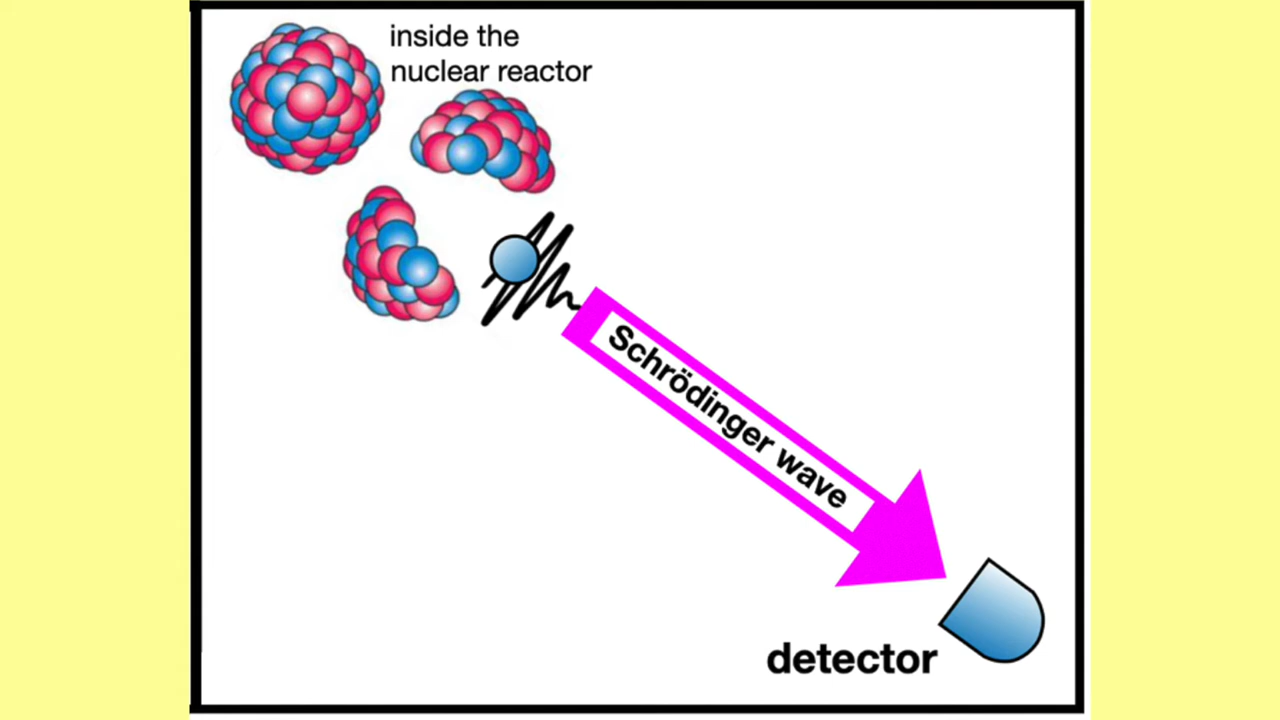 inside the
nuclear reactor
Schrödinger wave
detector